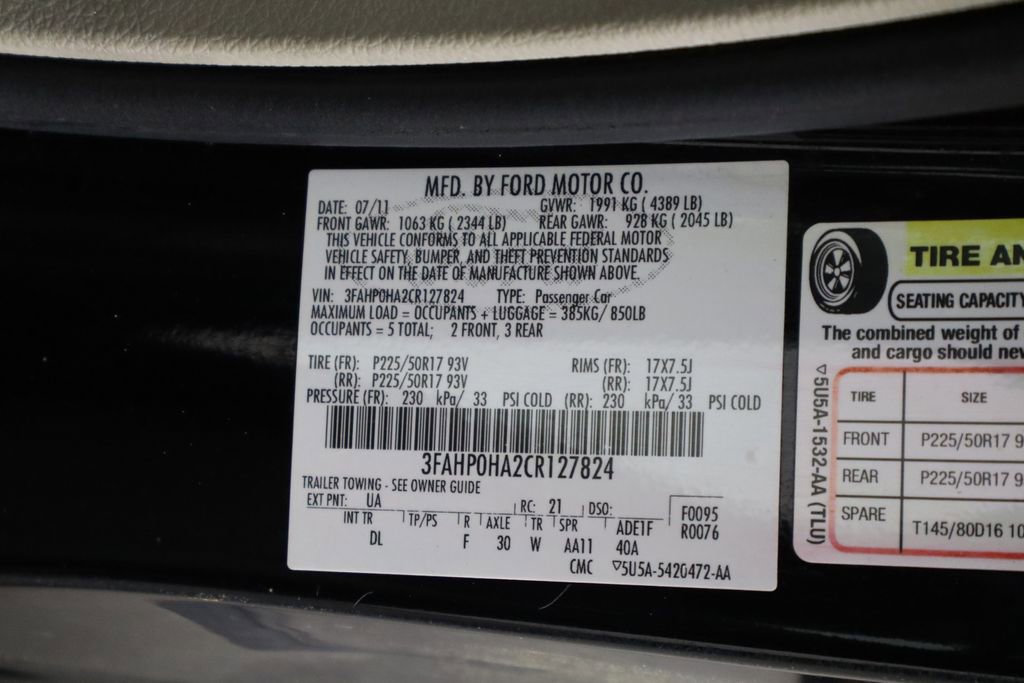 MFD. BY FORD MOTOR CO.
DATE: 07/11 GVWR: 1991 KG ( 4389 LB)
FRONT GAWR: 1063 KG ( 2344 LB) REAR GAWR: 928 KG ( 2045 LB)
THIS VEHICLE CONFORMS TO ALL APPLICABLE FEDERAL MOTOR
VEHICLE SAFETY, BUMPER, AND THEFT PREVENTION STANDARDS
IN EFFECT ON THE DATE OF MANUFACTURE SHOWN ABOVE.
VIN: 3FAHP0HA2CR127824 TYPE: Passenger Car
MAXIMUM LOAD = OCCUPANTS + LUGGAGE = 385KG/ 850LB
OCCUPANTS = 5 TOTAL; 2 FRONT, 3 REAR
TIRE (FR): P225/50R17 93V RIMS (FR): 17X7.5J
(RR): P225/50R17 93V (RR): 17X7.5J
PRESSURE (FR): 230 kPa/ 33 PSI COLD (RR): 230 kPa/ 33 PSI COLD
3FAHP0HA2CR127824
TRAILER TOWING - SEE OWNER GUIDE
EXT PNT: UA RC: 21 DSO: F0095
INT TR TP/PS R AXLE TR SPR ADE1F R0076
DL F 30 W AA11 40A
CMC ▽5U5A-5420472-AA
TIRE AN
SEATING CAPACITY
The combined weight of
and cargo should nev
▽5U5A-1532-AA (TLU)
TIRE SIZE
FRONT P225/50R17 9
REAR P225/50R17 9
SPARE T145/80D16 10